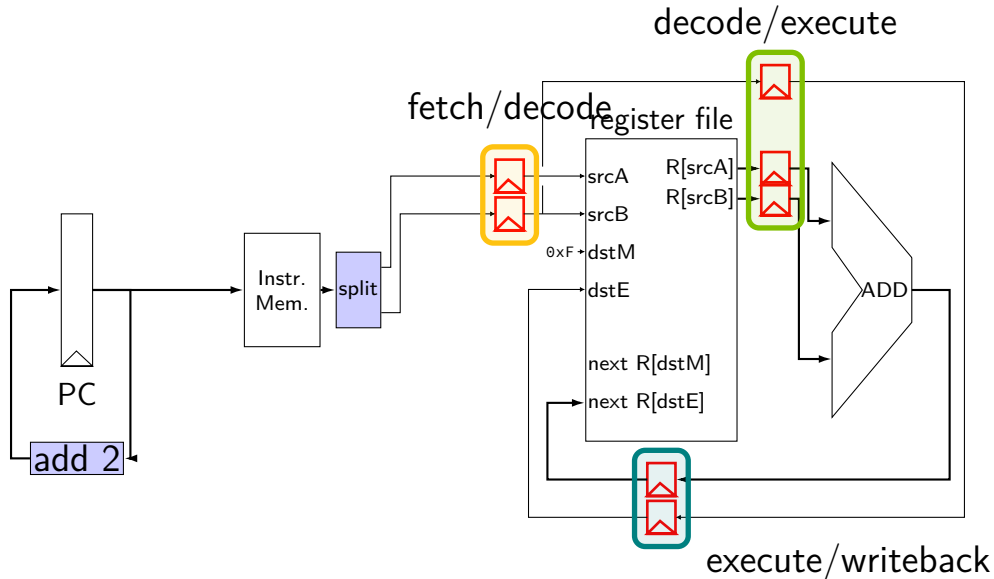 decode/execute
fetch/decode
register file
srcA
R[srcA]
R[srcB]
srcB
0xF
dstM
Instr.
Mem.
split
dstE
ADD
next R[dstM]
PC
next R[dstE]
add 2
execute/writeback